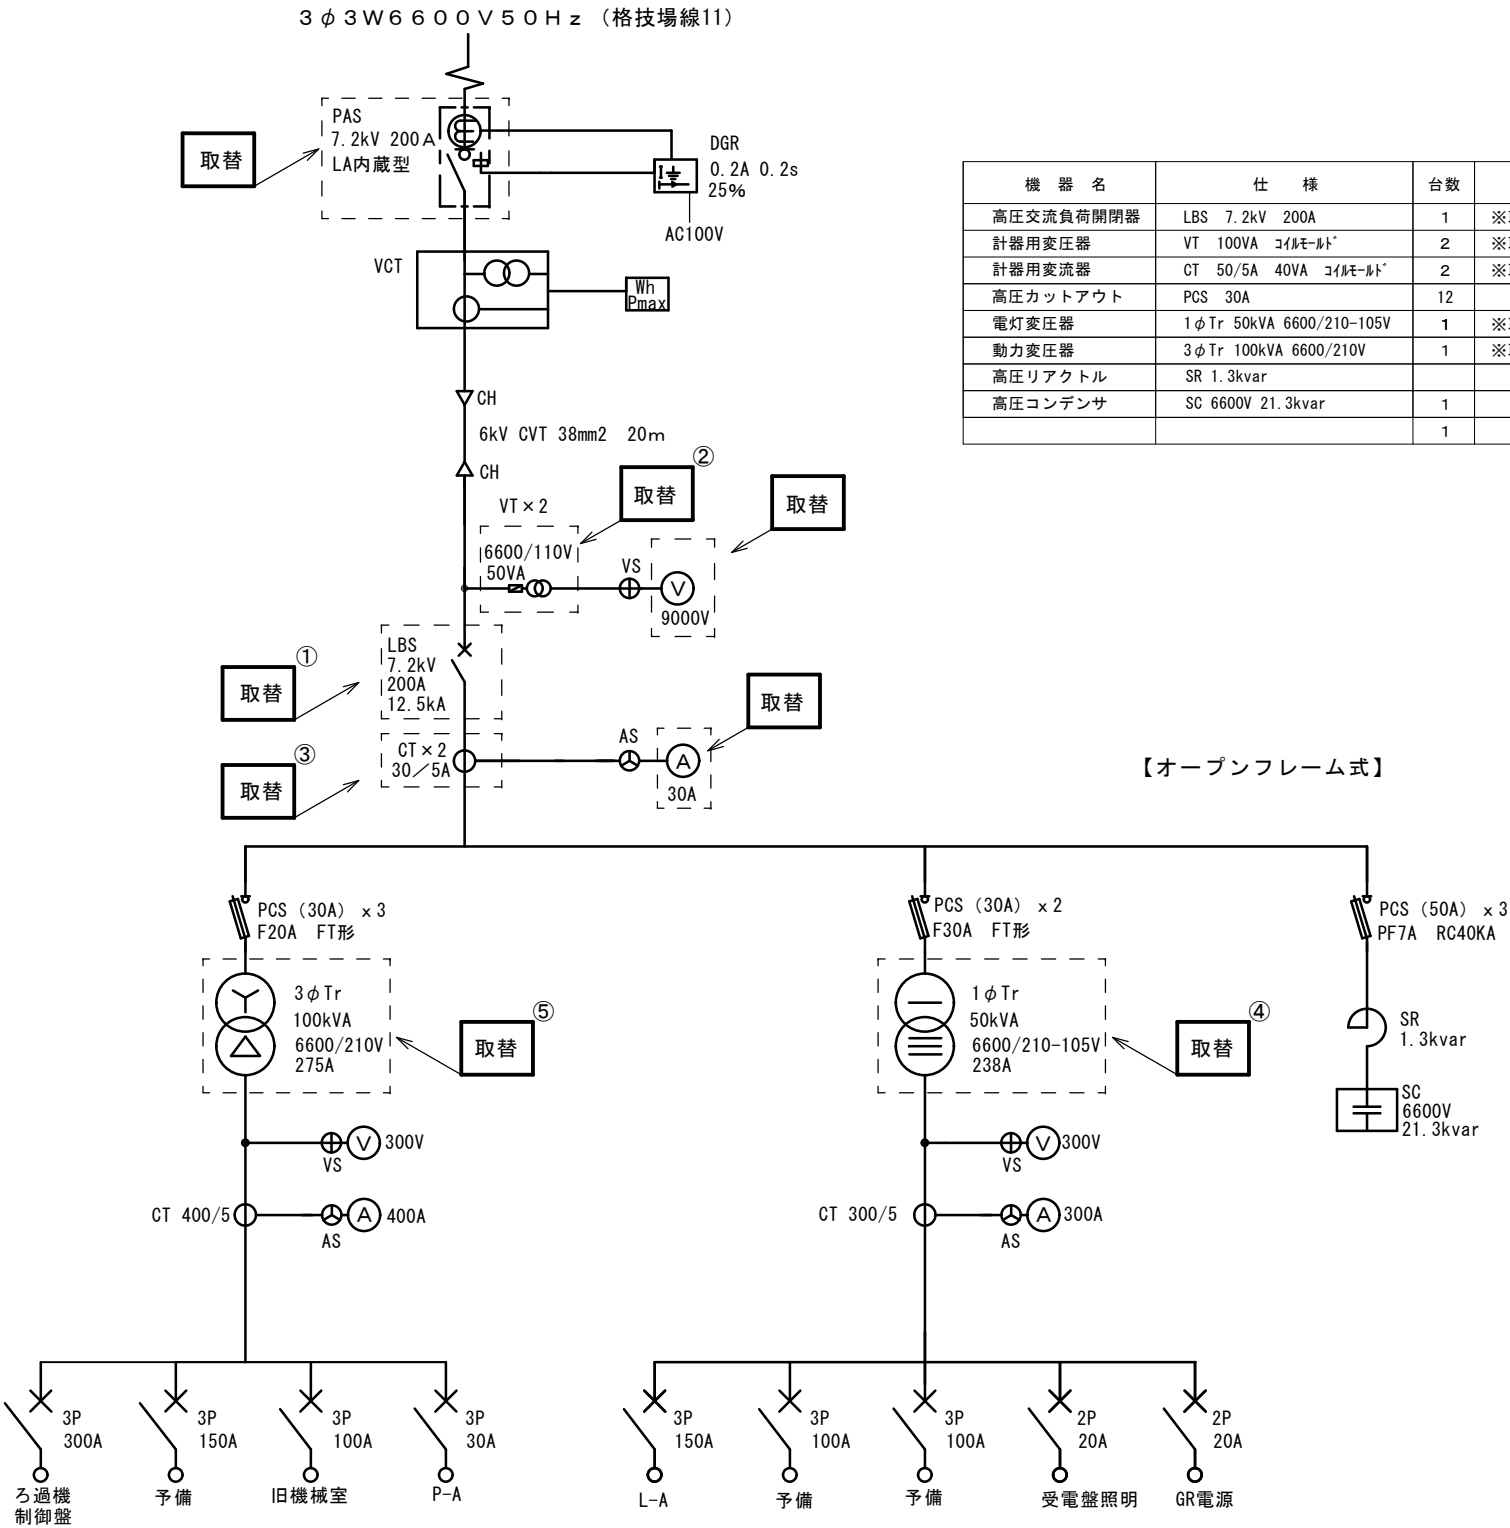 3φ3W6600V50Hz (格技場線11)
PAS
7.2kV 200A
LA内蔵型
取替
DGR
0.2A 0.2s
25%
AC100V
VCT
Wh
Pmax
CH
6kV CVT 38mm2 20m
CH
機 器 名 仕 様 台数
高圧交流負荷開閉器 LBS 7.2kV 200A 1
計器用変圧器 VT 100VA コイルモールド 2
計器用変流器 CT 50/5A 40VA コイルモールド 2
高圧カットアウト PCS 30A 12
電灯変圧器 1φTr 50kVA 6600/210-105V 1
動力変圧器 3φTr 100kVA 6600/210V 1
高圧リアクトル SR 1.3kvar
高圧コンデンサ SC 6600V 21.3kvar 1
1
②
取替
取替
VT×2
6600/110V
50VA
VS
V
9000V
①
取替
LBS
7.2kV
200A
12.5kA
取替
③
取替
CT×2
30/5A
AS
A
30A
【オープンフレーム式】
PCS (30A) x3
F20A FT形
3φTr
100kVA
6600/210V
275A
⑤
取替
VS
V
300V
CT 400/5
AS
A
400A
PCS (30A) x2
F30A FT形
1φTr
50kVA
6600/210-105V
238A
④
取替
VS
V
300V
CT 300/5
AS
A
300A
PCS (50A) x3
PF7A RC40KA
SR
1.3kvar
SC
6600V
21.3kvar
3P
300A
ろ過機
制御盤
3P
150A
予備
3P
100A
旧機械室
3P
30A
P-A
3P
150A
L-A
3P
100A
予備
3P
100A
予備
2P
20A
受電盤照明
2P
20A
GR電源